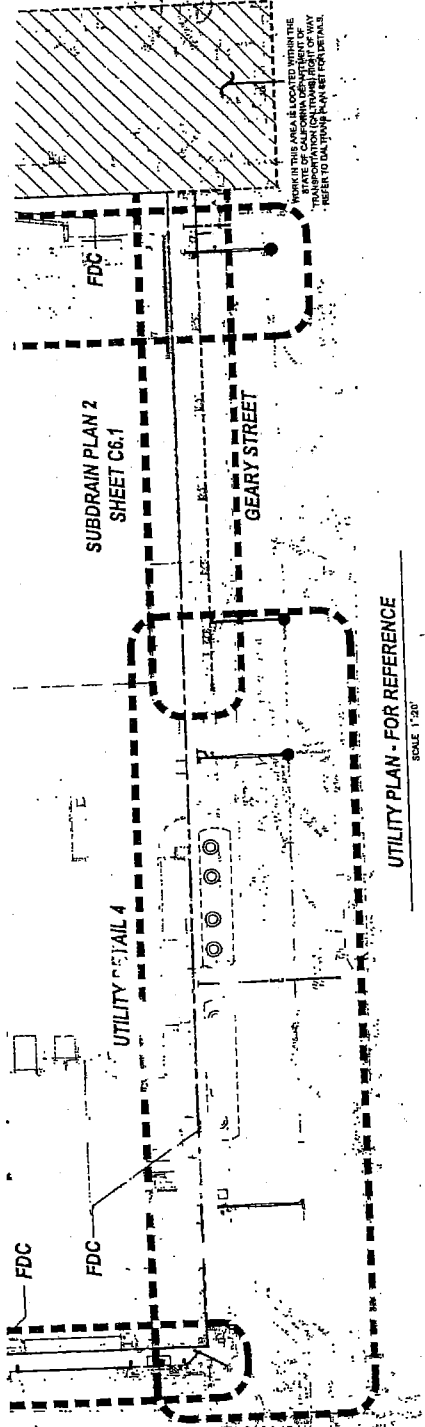 WORK IN THIS AREA IS LOCATED WITHIN THE
STATE OF CALIFORNIA DEPARTMENT OF
TRANSPORTATION (CALTRANS) RIGHT OF WAY
REFER TO CALTRANS PLAN SET FOR DETAILS.
FDC
SUBDRAIN PLAN 2
SHEET C6.1
GEARY STREET
UTILITY DETAIL 4
FDC
FDC
UTILITY PLAN - FOR REFERENCE
SCALE 1":20'